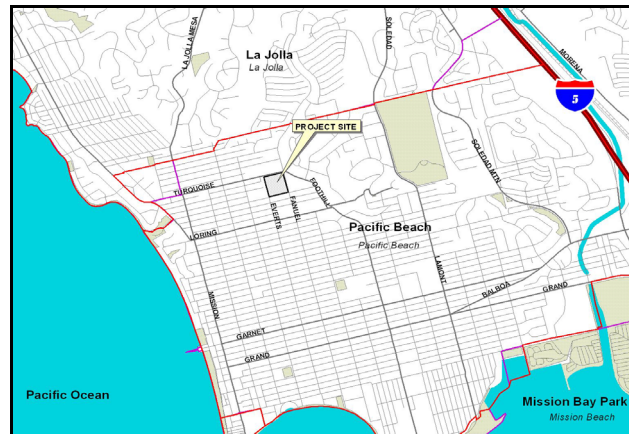 LA JOLLA MESA
SOLEDAD
MORENA
La Jolla
La Jolla
5
PROJECT SITE
SOLEDAD MTN
TURQUOISE
FOOTHILL
FANUEL
EVERTS
LORING
Pacific Beach
Pacific Beach
LAMONT
MISSION
BALBOA
GRAND
GARNET
GRAND
Pacific Ocean
Mission Bay Park
Mission Beach